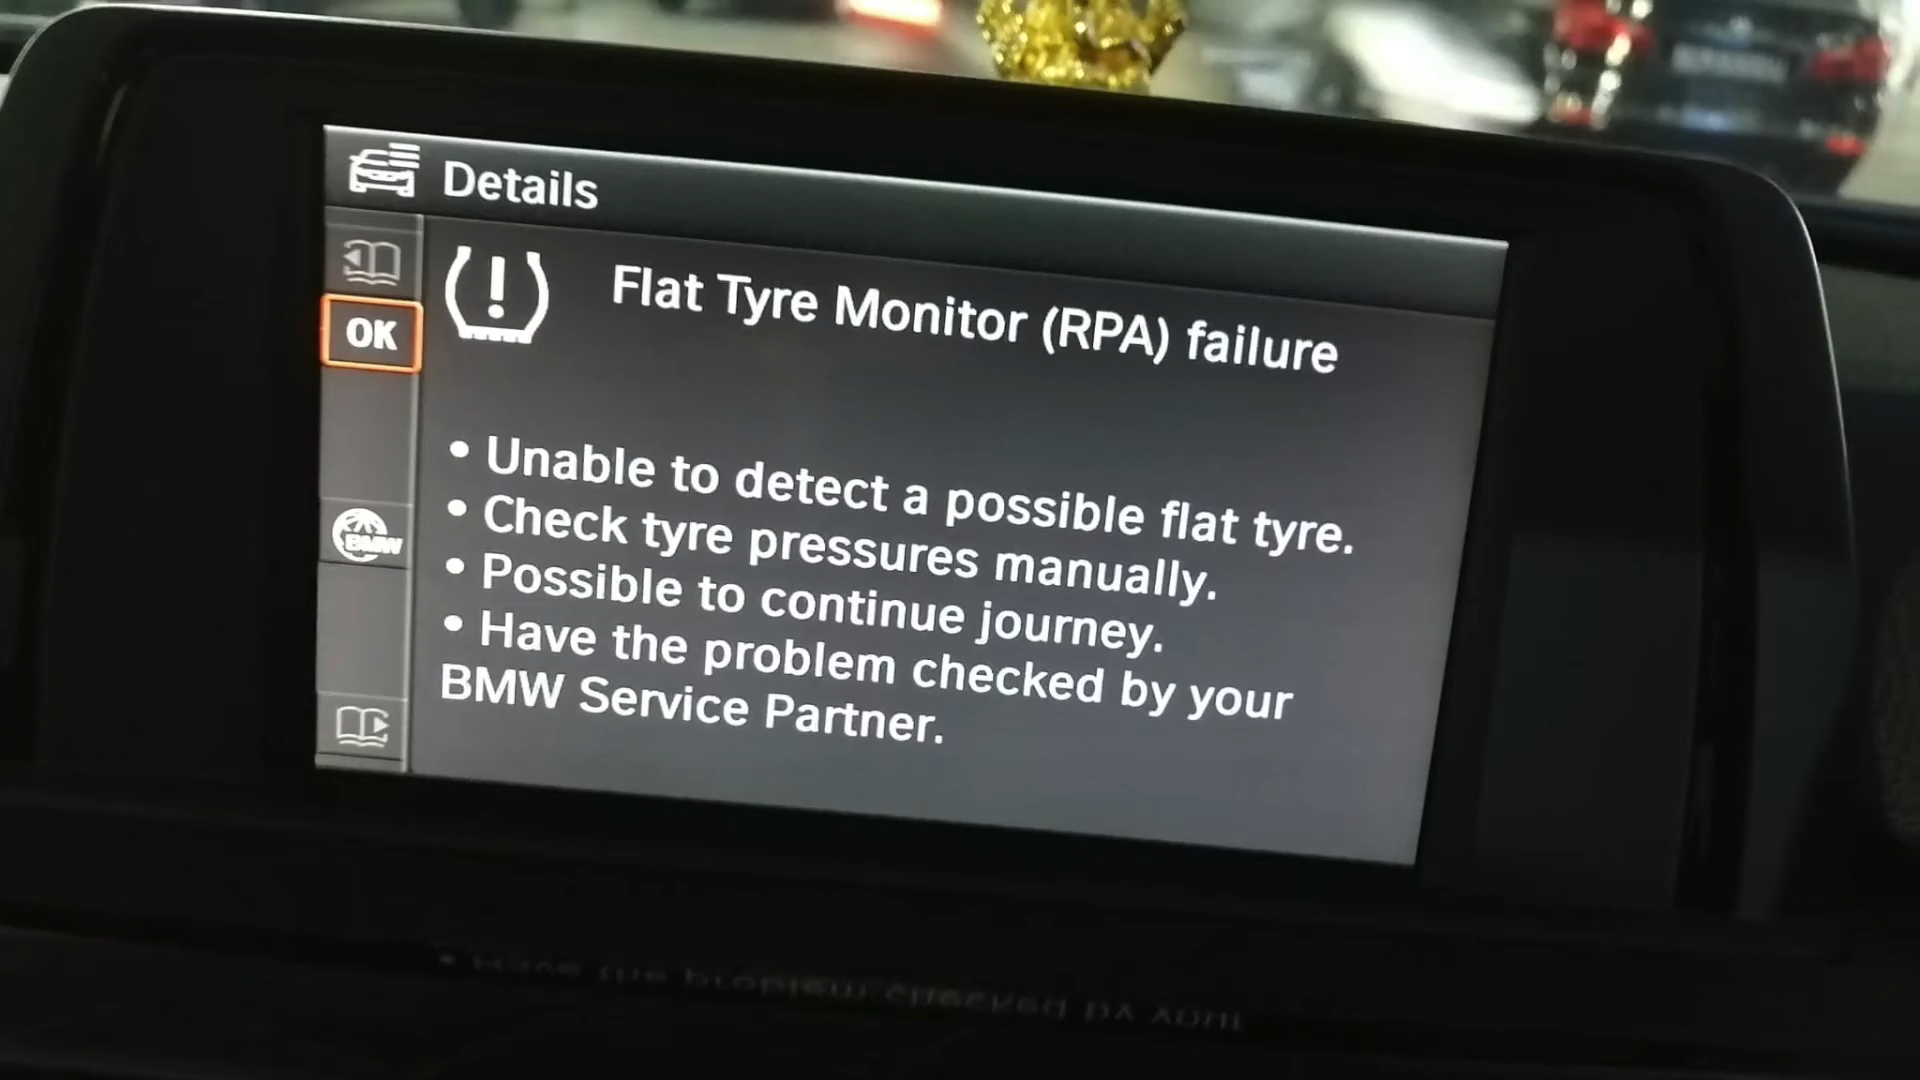 Details
OK
Flat Tyre Monitor (RPA) failure
• Unable to detect a possible flat tyre.
• Check tyre pressures manually.
• Possible to continue journey.
• Have the problem checked by your
BMW
BMW Service Partner.